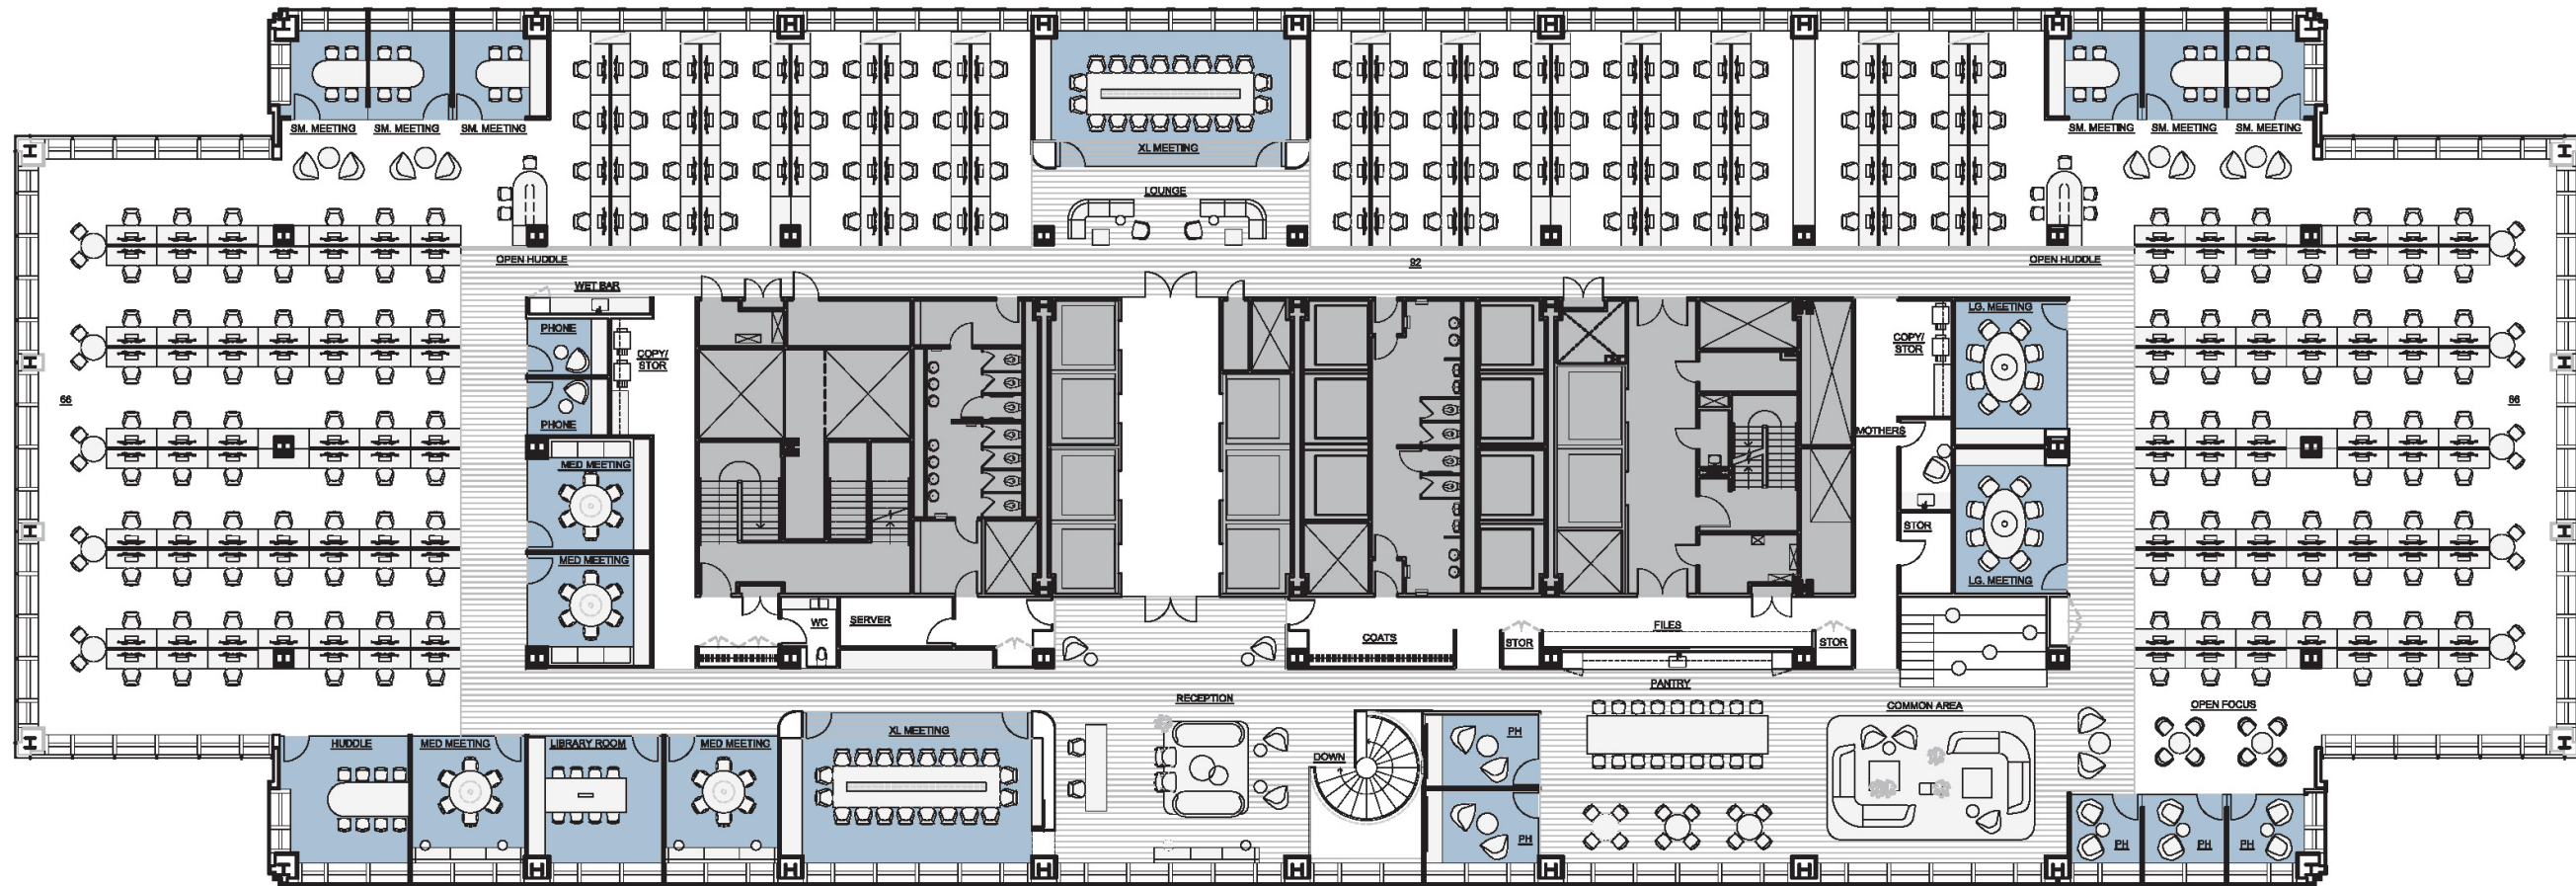 SM. MEETING
SM. MEETING
SM. MEETING
XL MEETING
SM. MEETING
SM. MEETING
SM. MEETING
LOUNGE
OPEN HUDDLE
92
OPEN HUDDLE
WET BAR
PHONE
COPY/
STOR
PHONE
66
MED MEETING
MED MEETING
LG. MEETING
COPY/
STOR
66
MOTHERS
STOR
LG. MEETING
WC
SERVER
COATS
STOR
FILES
STOR
RECEPTION
PANTRY
COMMON AREA
OPEN FOCUS
HUDDLE
MED MEETING
LIBRARY ROOM
MED MEETING
XL MEETING
DOWN
PH
PH
PH
PH
PH